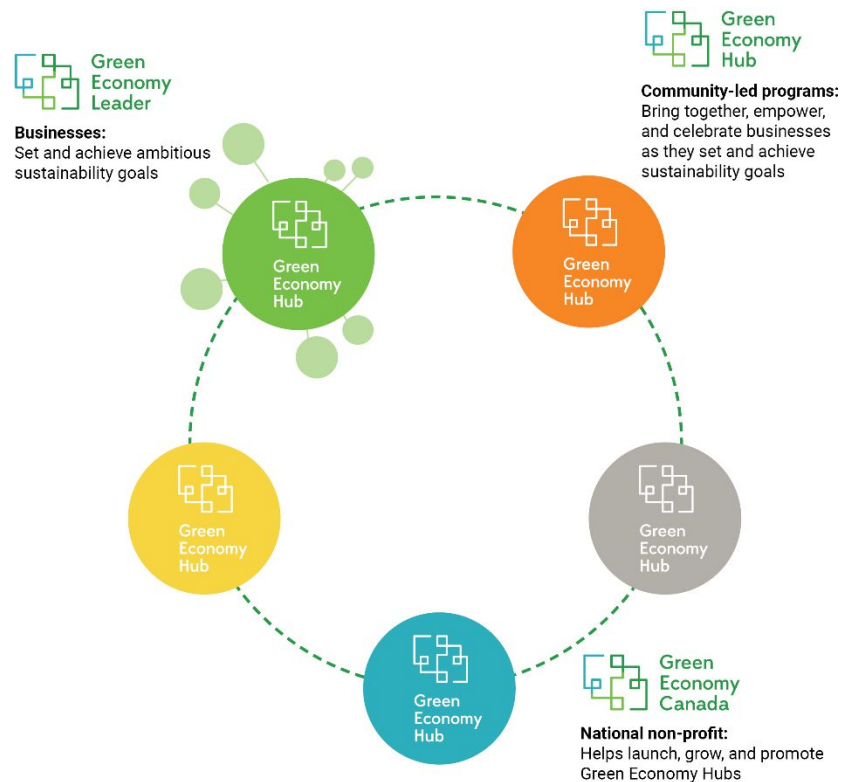 Green
Economy
Leader
Businesses:
Set and achieve ambitious
sustainability goals
Green
Economy
Hub
Community-led programs:
Bring together, empower,
and celebrate businesses
as they set and achieve
sustainability goals
Green
Economy
Hub
Green
Economy
Hub
Green
Economy
Hub
Green
Economy
Hub
Green
Economy
Hub
Green
Economy
Canada
National non-profit:
Helps launch, grow, and promote
Green Economy Hubs